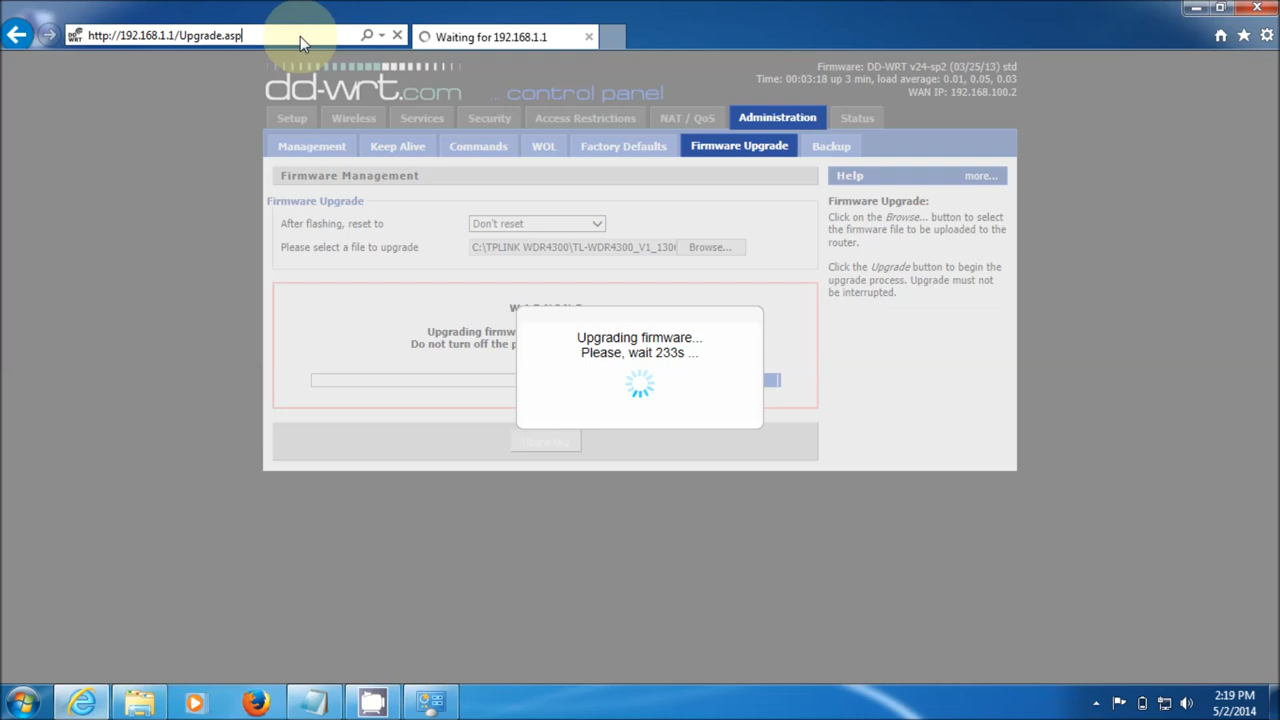 http://192.168.1.1/Upgrade.asp
Waiting for 192.168.1.1
Firmware: DD-WRT v24-sp2 (03/25/13) std
Time: 00:03:18 up 3 min, load average: 0.01, 0.05, 0.03
WAN IP: 192.168.100.2
dd-wrt.com ... control panel
Setup Wireless Services Security Access Restrictions NAT / QoS Administration Status
Management Keep Alive Commands WOL Factory Defaults Firmware Upgrade Backup
Firmware Management
Firmware Upgrade
After flashing, reset to Don't reset
Please select a file to upgrade C:\TPLINK WDR4300\TL-WDR4300_V1_130 Browse...
Upgrading firmw
Do not turn off the p
Upgrading firmware...
Please, wait 233s ...
Help more...
Firmware Upgrade:
Click on the Browse... button to select
the firmware file to be uploaded to the
router.
Click the Upgrade button to begin the
upgrade process. Upgrade must not
be interrupted.
2:19 PM
5/2/2014